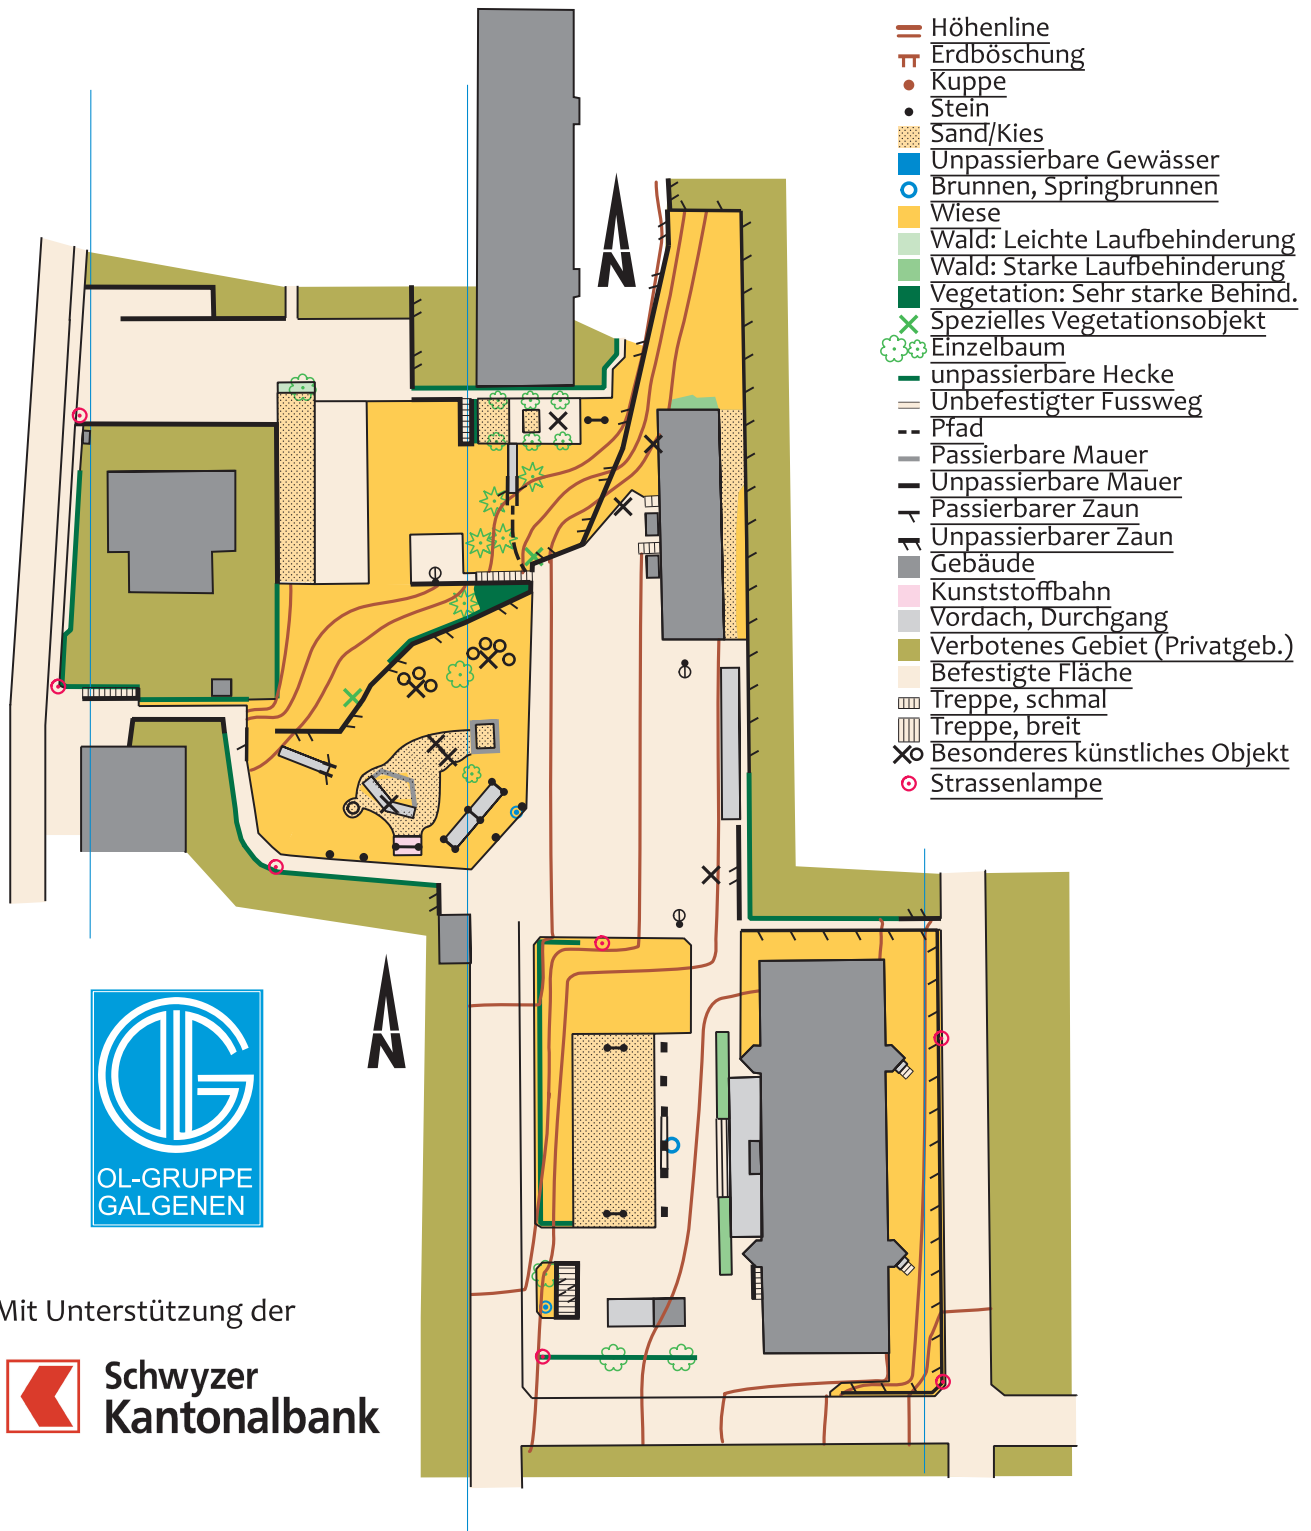 Höhenline
Erdböschung
Kuppe
Stein
Sand/Kies
Unpassierbare Gewässer
Brunnen, Springbrunnen
Wiese
Wald: Leichte Laufbehinderung
Wald: Starke Laufbehinderung
Vegetation: Sehr starke Behind.
Spezielles Vegetationsobjekt
Einzelbaum
unpassierbare Hecke
Unbefestigter Fussweg
Pfad
Passierbare Mauer
Unpassierbare Mauer
Passierbarer Zaun
Unpassierbarer Zaun
Gebäude
Kunststoffbahn
Vordach, Durchgang
Verbotenes Gebiet (Privatgeb.)
Befestigte Fläche
Treppe, schmal
Treppe, breit
Besonderes künstliches Objekt
Strassenlampe
N
N
OL-GRUPPE
GALGENEN
Mit Unterstützung der
Schwyzer
Kantonalbank